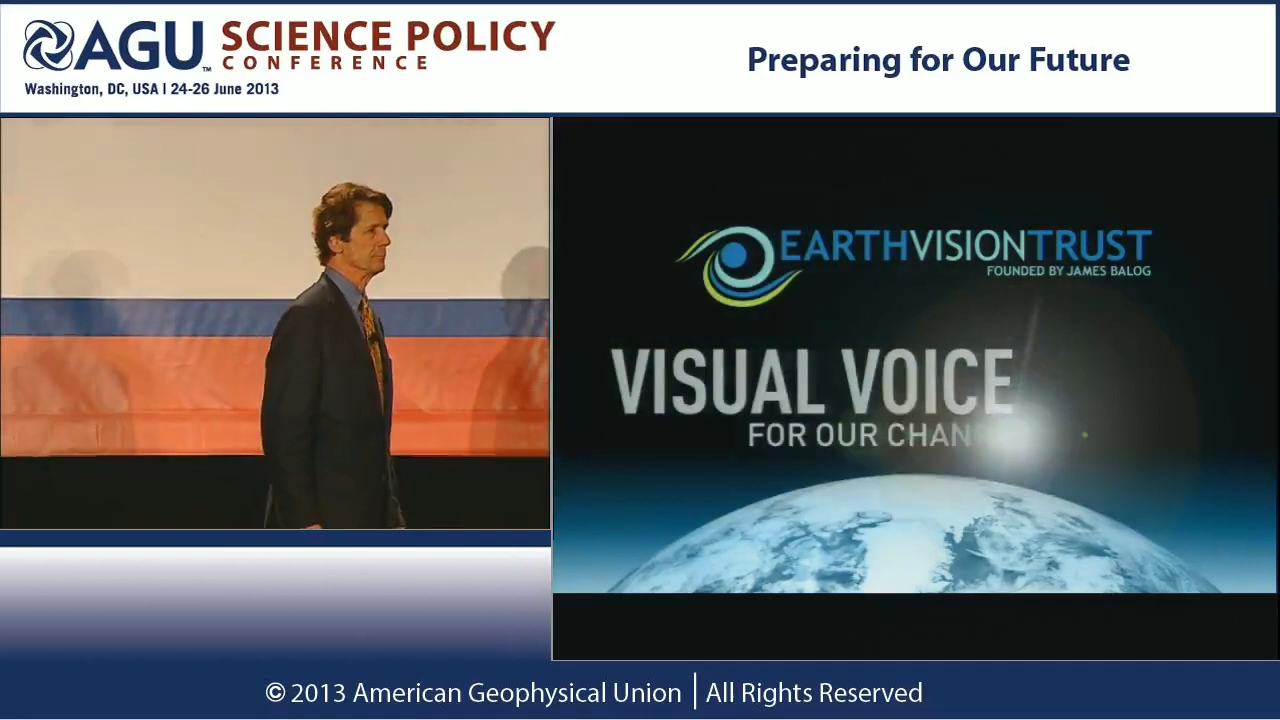 AGU
SCIENCE POLICY
CONFERENCE
Washington, DC, USA | 24-26 June 2013
Preparing for Our Future
EARTHVISIONTRUST
FOUNDED BY JAMES BALOG
VISUAL VOICE
FOR OUR
© 2013 American Geophysical Union | All Rights Reserved